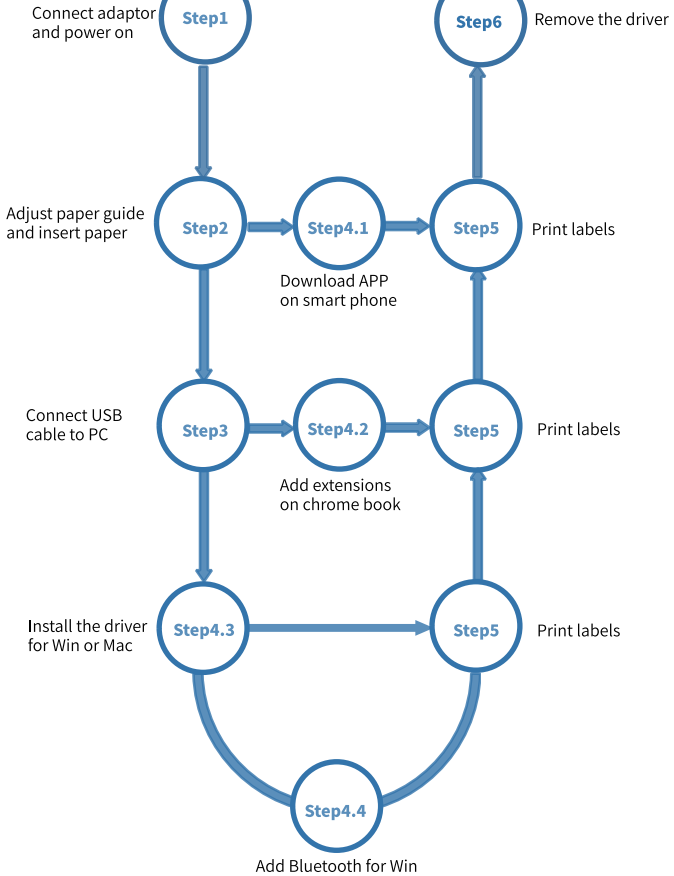 Connect adaptor
and power on
Step1
Step6
Remove the driver
Adjust paper guide
and insert paper
Step2
Step4.1
Step5
Print labels
Download APP
on smart phone
Connect USB
cable to PC
Step3
Step4.2
Step5
Print labels
Add extensions
on chrome book
Install the driver
for Win or Mac
Step4.3
Step5
Print labels
Step4.4
Add Bluetooth for Win